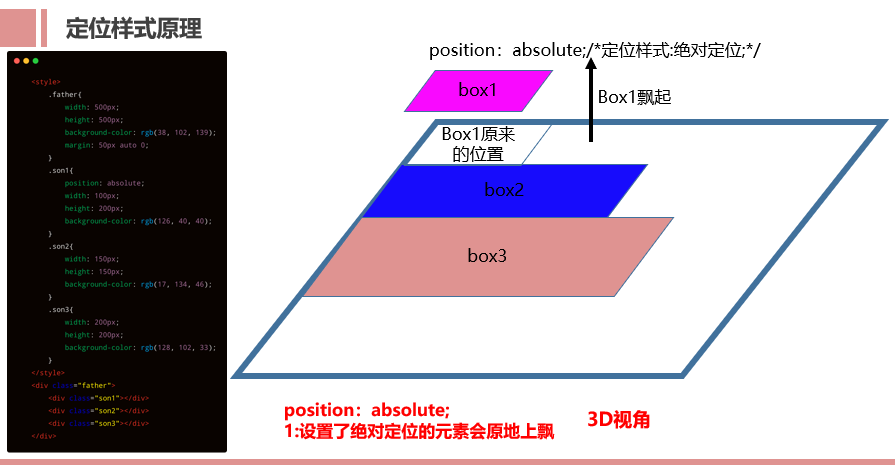 定位样式原理
<style>
.father{
width: 500px;
height: 500px;
background-color: rgb(38, 102, 139);
margin: 50px auto 0;
}
.son1{
position: absolute;
width: 100px;
height: 200px;
background-color: rgb(126, 40, 40);
}
.son2{
width: 150px;
height: 150px;
background-color: rgb(17, 134, 46);
}
.son3{
width: 200px;
height: 200px;
background-color: rgb(128, 102, 33);
}
</style>
<div class="father">
<div class="son1"></div>
<div class="son2"></div>
<div class="son3"></div>
</div>
position：absolute;/*定位样式:绝对定位;*/
box1
Box1飘起
Box1原来
的位置
box2
box3
position：absolute;
1:设置了绝对定位的元素会原地上飘
3D视角